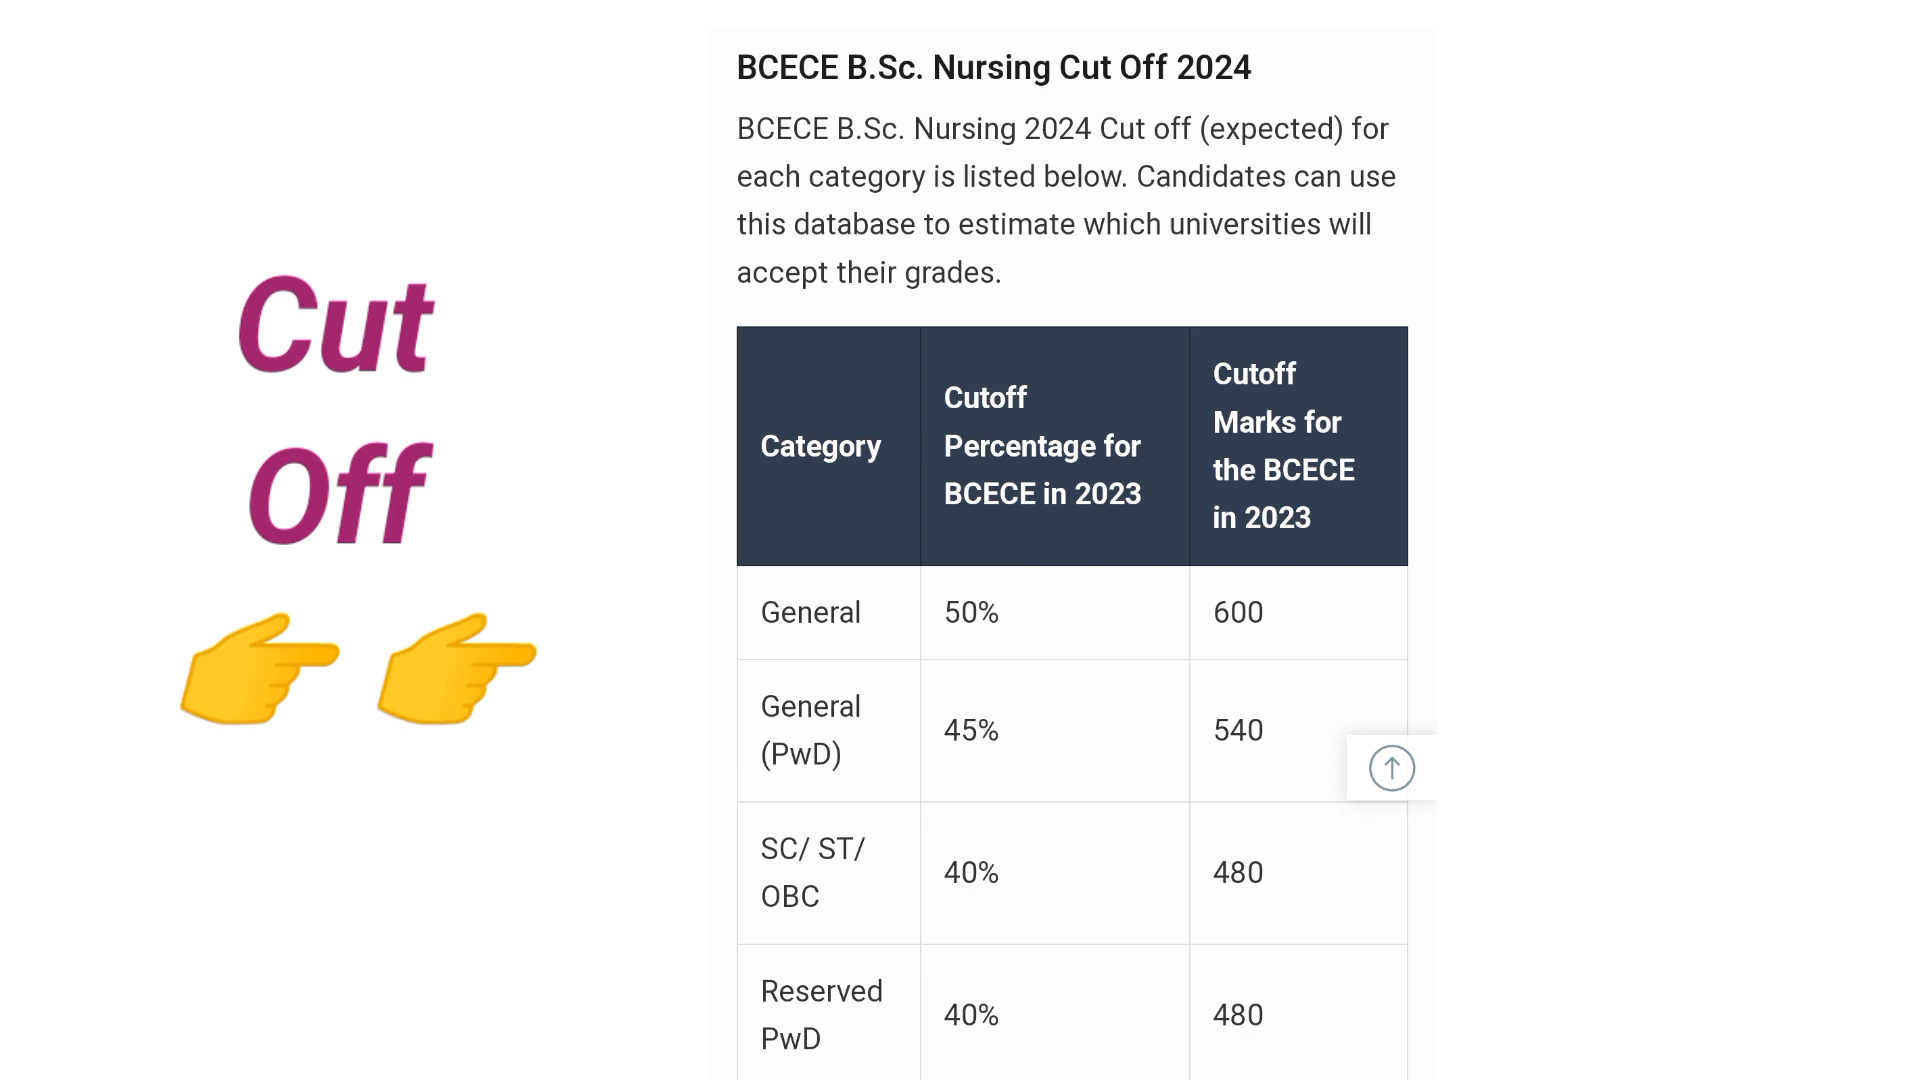 Cut
Off
BCECE B.Sc. Nursing Cut Off 2024
BCECE B.Sc. Nursing 2024 Cut off (expected) for
each category is listed below. Candidates can use
this database to estimate which universities will
accept their grades.
Category
Cutoff
Percentage for
BCECE in 2023
Cutoff
Marks for
the BCECE
in 2023
General
50%
600
General
(PwD)
45%
540
SC/ ST/
OBC
40%
480
Reserved
PwD
40%
480